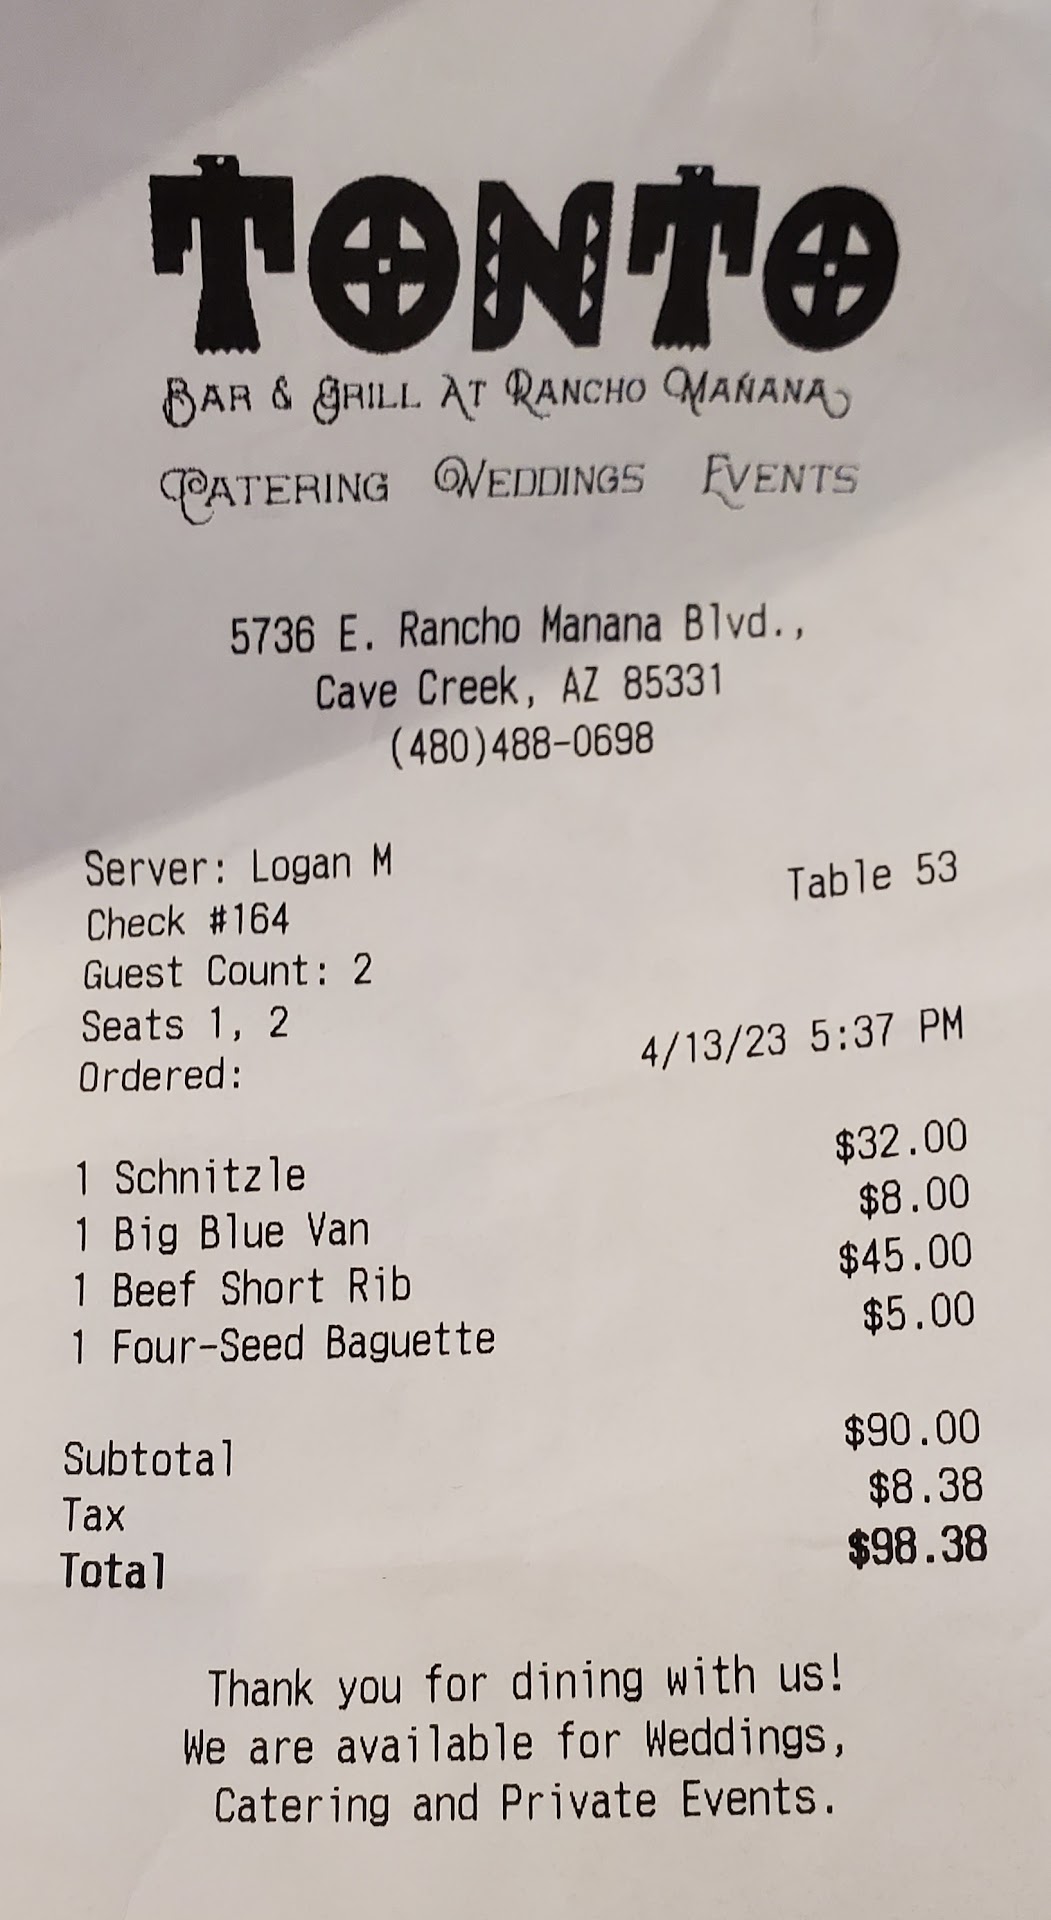 TONTO
BAR & GRILL AT RANCHO MAÑANA
CATERING WEDDINGS EVENTS
5736 E. Rancho Manana Blvd.,
Cave Creek, AZ 85331
(480)488-0698
Server: Logan M
Table 53
Check #164
Guest Count: 2
Seats 1, 2
Ordered: 4/13/23 5:37 PM
1 Schnitzle $32.00
1 Big Blue Van $8.00
1 Beef Short Rib $45.00
1 Four-Seed Baguette $5.00
Subtotal $90.00
Tax $8.38
Total $98.38
Thank you for dining with us!
We are available for Weddings,
Catering and Private Events.